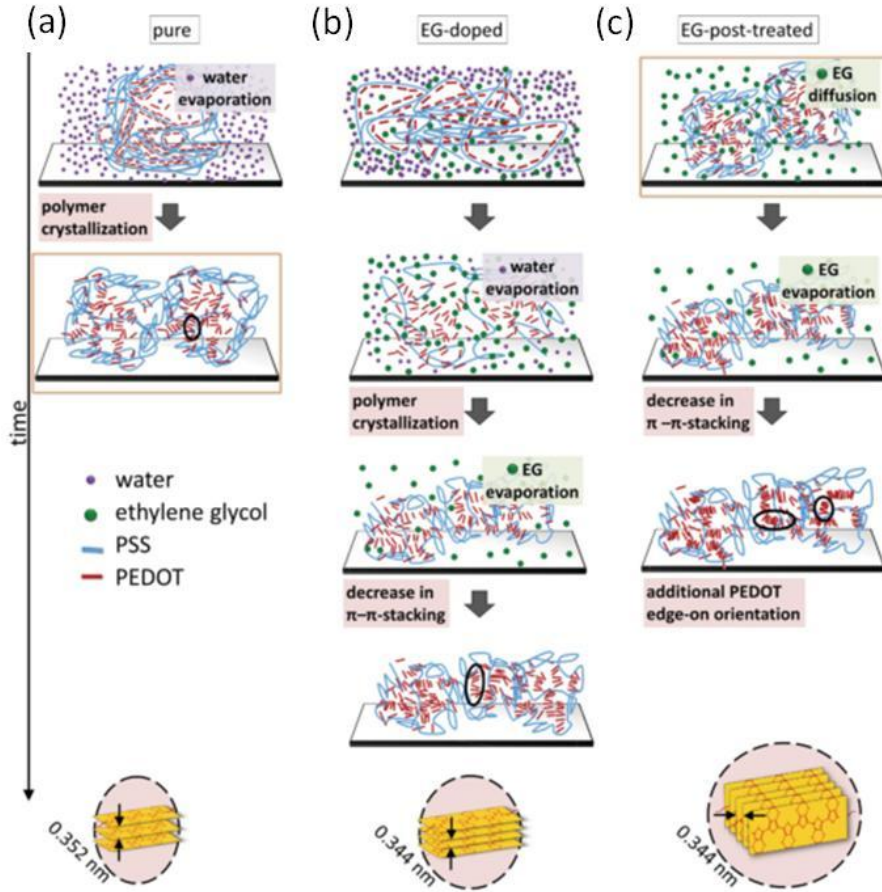 (a)
pure
water
evaporation
polymer
crystallization
time
water
ethylene glycol
PSS
PEDOT
0.352 nm
(b)
EG-doped
water
evaporation
polymer
crystallization
EG
evaporation
decrease in
π–π-stacking
0.344 nm
(c)
EG-post-treated
EG
diffusion
EG
evaporation
decrease in
π –π-stacking
additional PEDOT
edge-on orientation
0.344 nm